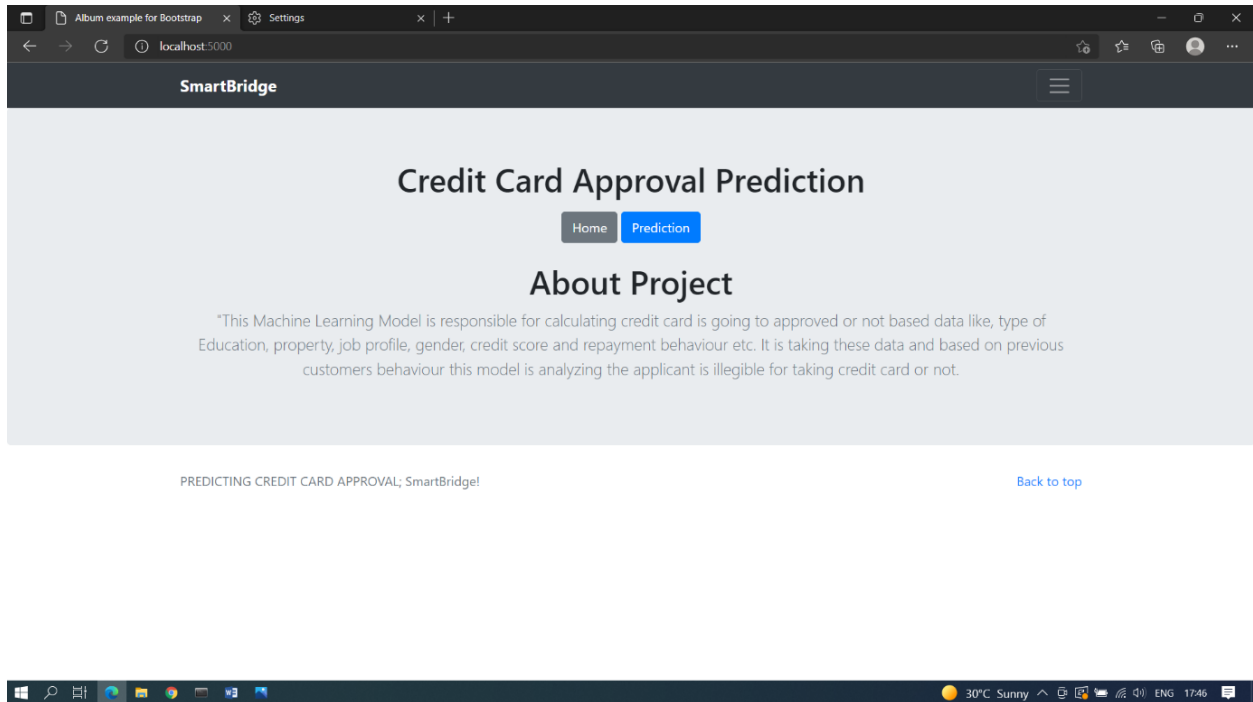 Album example for Bootstrap
Settings
localhost:5000
SmartBridge
Credit Card Approval Prediction
Home Prediction
About Project
"This Machine Learning Model is responsible for calculating credit card is going to approved or not based data like, type of
Education, property, job profile, gender, credit score and repayment behaviour etc. It is taking these data and based on previous
customers behaviour this model is analyzing the applicant is illegible for taking credit card or not.
PREDICTING CREDIT CARD APPROVAL; SmartBridge!
Back to top
30°C Sunny
ENG
17:46